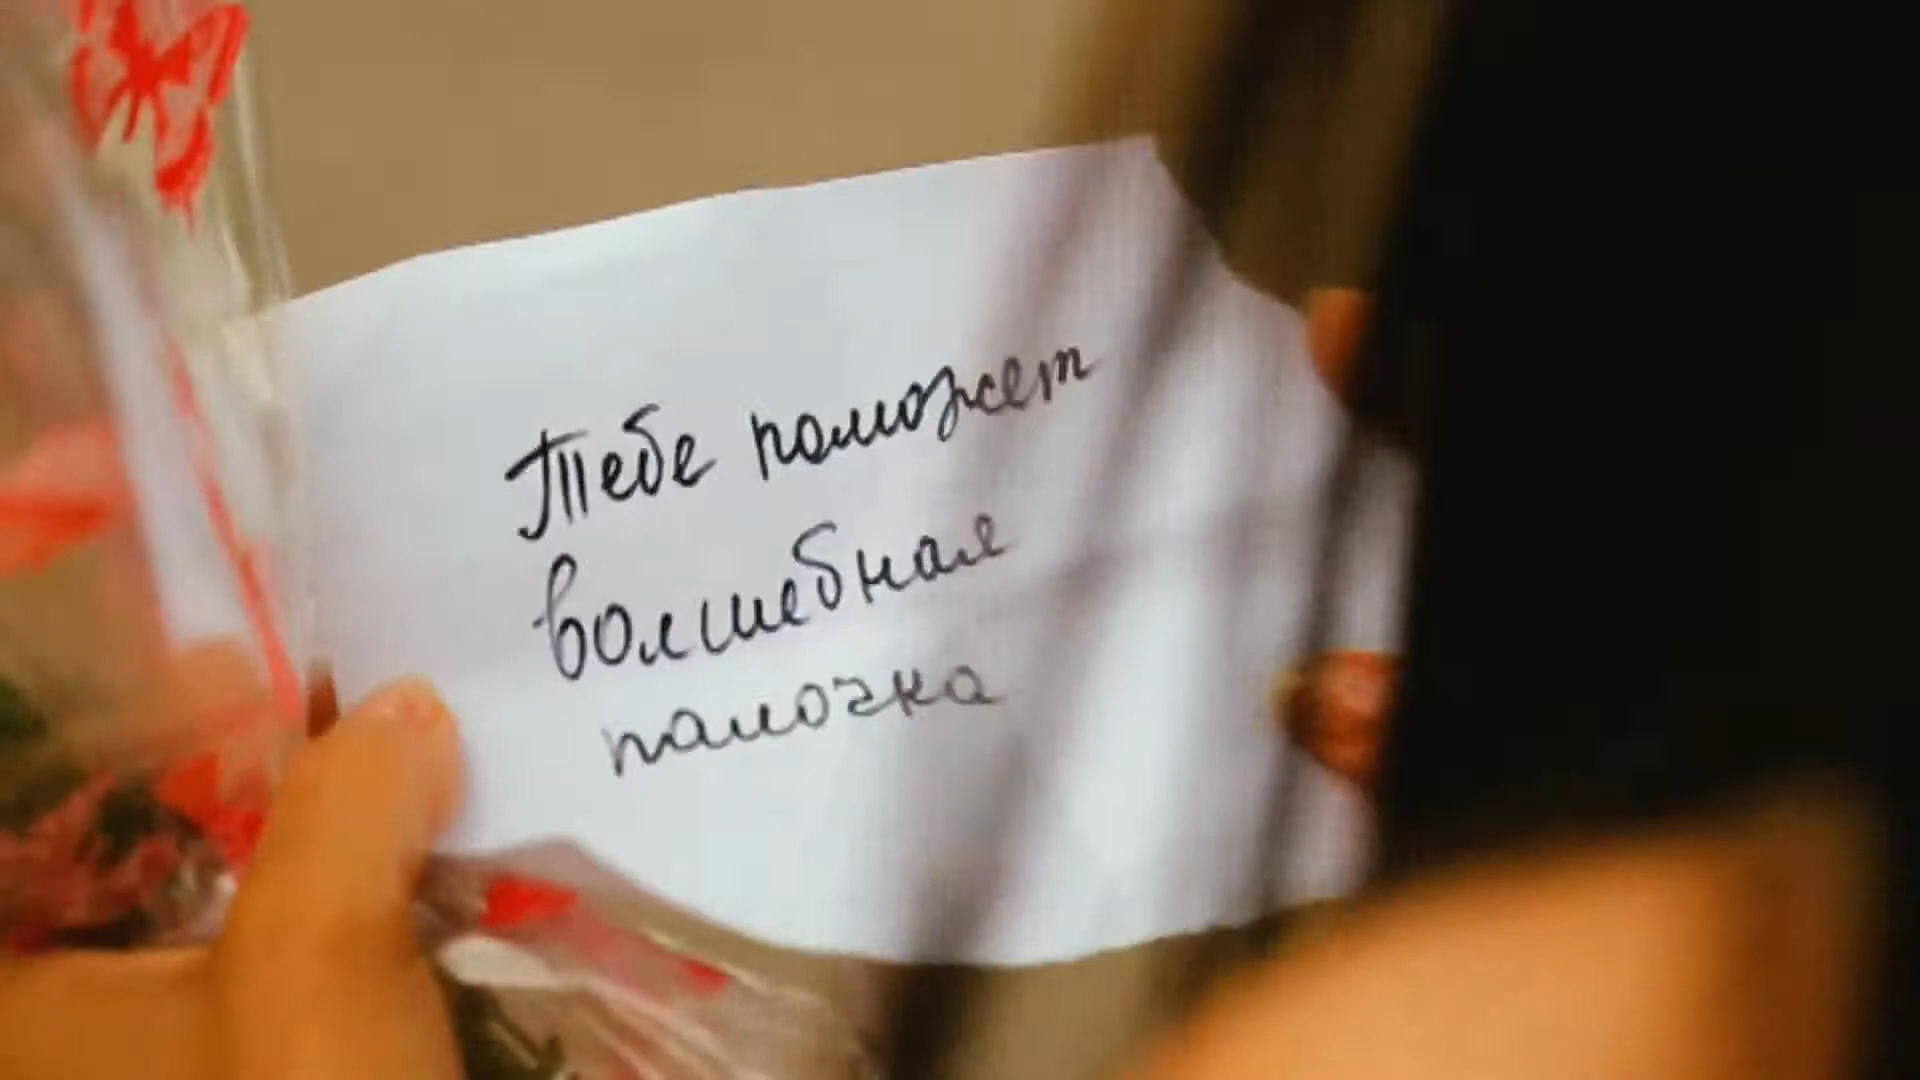 Тебе поможет
волшебная
палочка